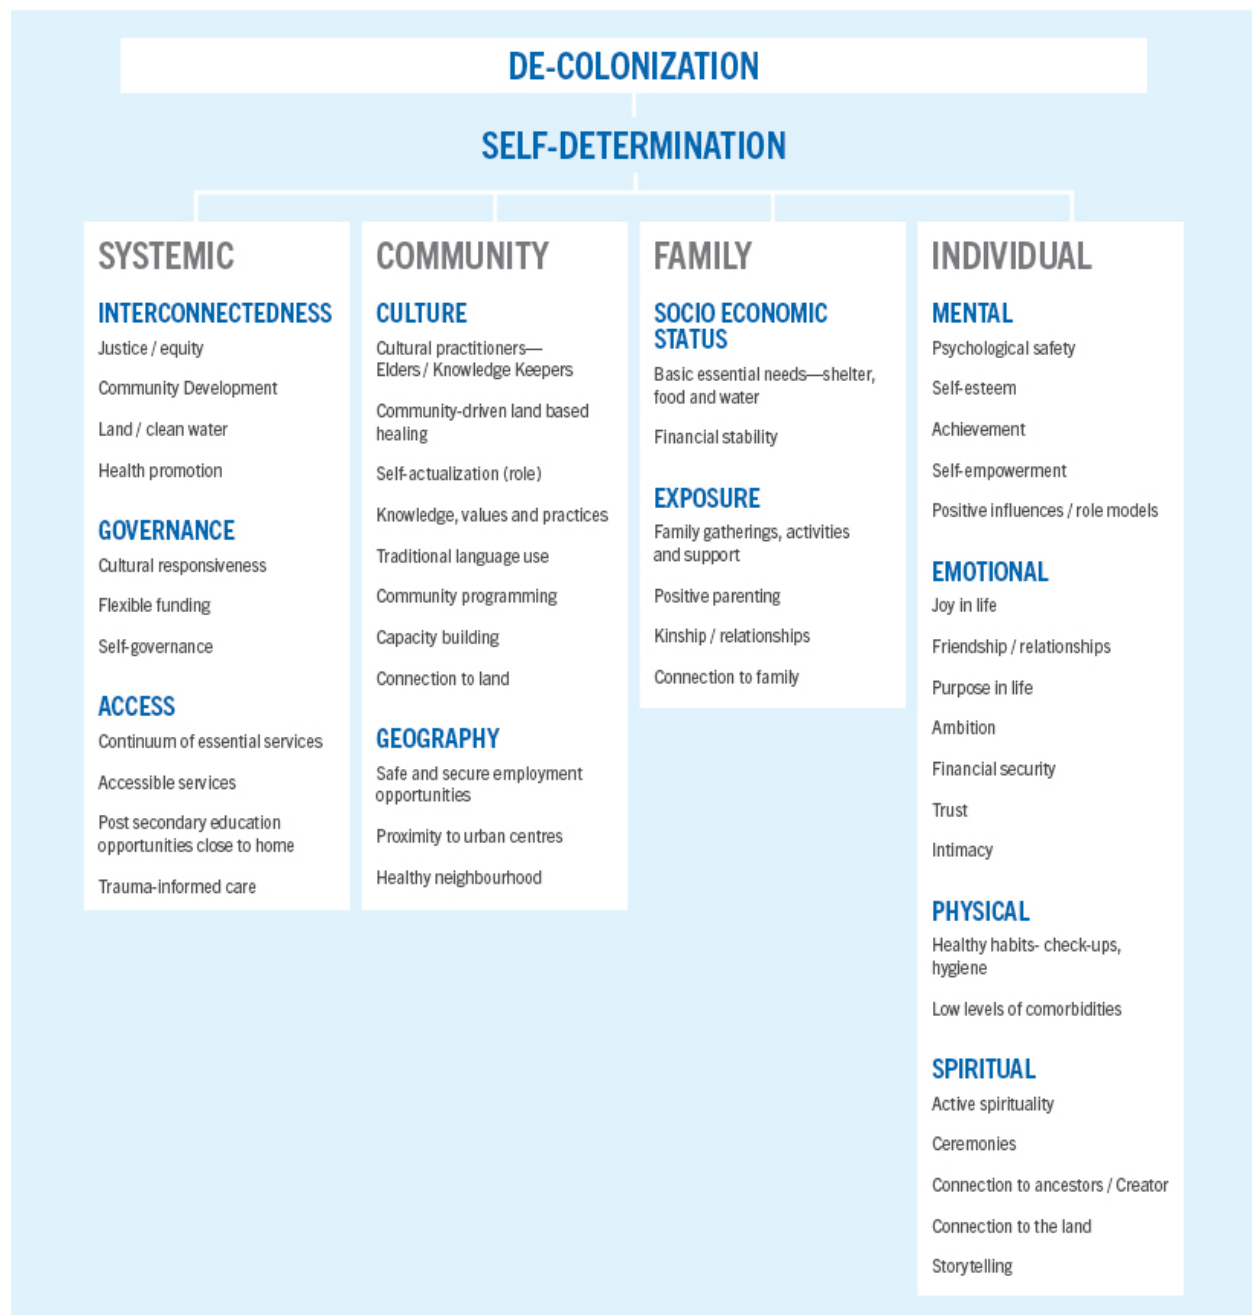 DE-COLONIZATION
SELF-DETERMINATION
SYSTEMIC
INTERCONNECTEDNESS
Justice / equity
Community Development
Land / clean water
Health promotion
GOVERNANCE
Cultural responsiveness
Flexible funding
Self-governance
ACCESS
Continuum of essential services
Accessible services
Post secondary education
opportunities close to home
Trauma-informed care
COMMUNITY
CULTURE
Cultural practitioners—
Elders / Knowledge Keepers
Community-driven land based
healing
Self-actualization (role)
Knowledge, values and practices
Traditional language use
Community programming
Capacity building
Connection to land
GEOGRAPHY
Safe and secure employment
opportunities
Proximity to urban centres
Healthy neighbourhood
FAMILY
SOCIO ECONOMIC
STATUS
Basic essential needs—shelter,
food and water
Financial stability
EXPOSURE
Family gatherings, activities
and support
Positive parenting
Kinship / relationships
Connection to family
INDIVIDUAL
MENTAL
Psychological safety
Self-esteem
Achievement
Self-empowerment
Positive influences / role models
EMOTIONAL
Joy in life
Friendship / relationships
Purpose in life
Ambition
Financial security
Trust
Intimacy
PHYSICAL
Healthy habits- check-ups,
hygiene
Low levels of comorbidities
SPIRITUAL
Active spirituality
Ceremonies
Connection to ancestors / Creator
Connection to the land
Storytelling